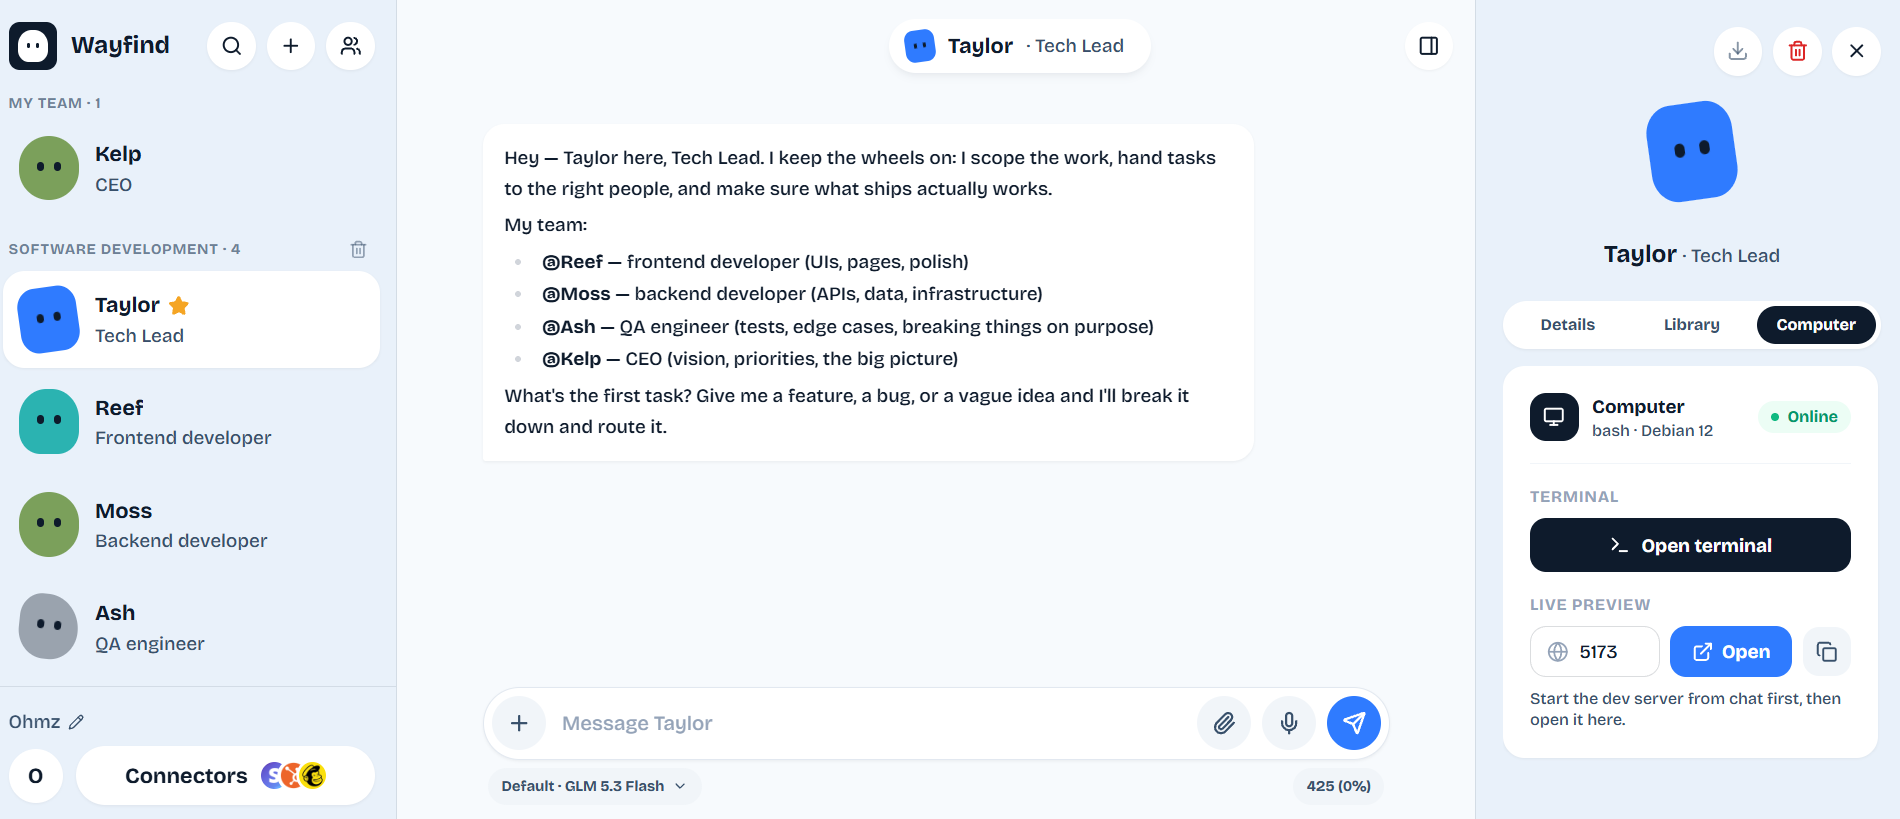 Wayfind
MY TEAM · 1
Kelp
CEO
SOFTWARE DEVELOPMENT · 4
Taylor
Tech Lead
Reef
Frontend developer
Moss
Backend developer
Ash
QA engineer
Ohmz
O
Connectors
Taylor · Tech Lead
Hey — Taylor here, Tech Lead. I keep the wheels on: I scope the work, hand tasks
to the right people, and make sure what ships actually works.
My team:
• @Reef — frontend developer (UIs, pages, polish)
• @Moss — backend developer (APIs, data, infrastructure)
• @Ash — QA engineer (tests, edge cases, breaking things on purpose)
• @Kelp — CEO (vision, priorities, the big picture)
What's the first task? Give me a feature, a bug, or a vague idea and I'll break it
down and route it.
Message Taylor
Default · GLM 5.3 Flash
425 (0%)
Taylor · Tech Lead
Details
Library
Computer
Computer
bash · Debian 12
Online
TERMINAL
Open terminal
LIVE PREVIEW
5173
Open
Start the dev server from chat first, then
open it here.